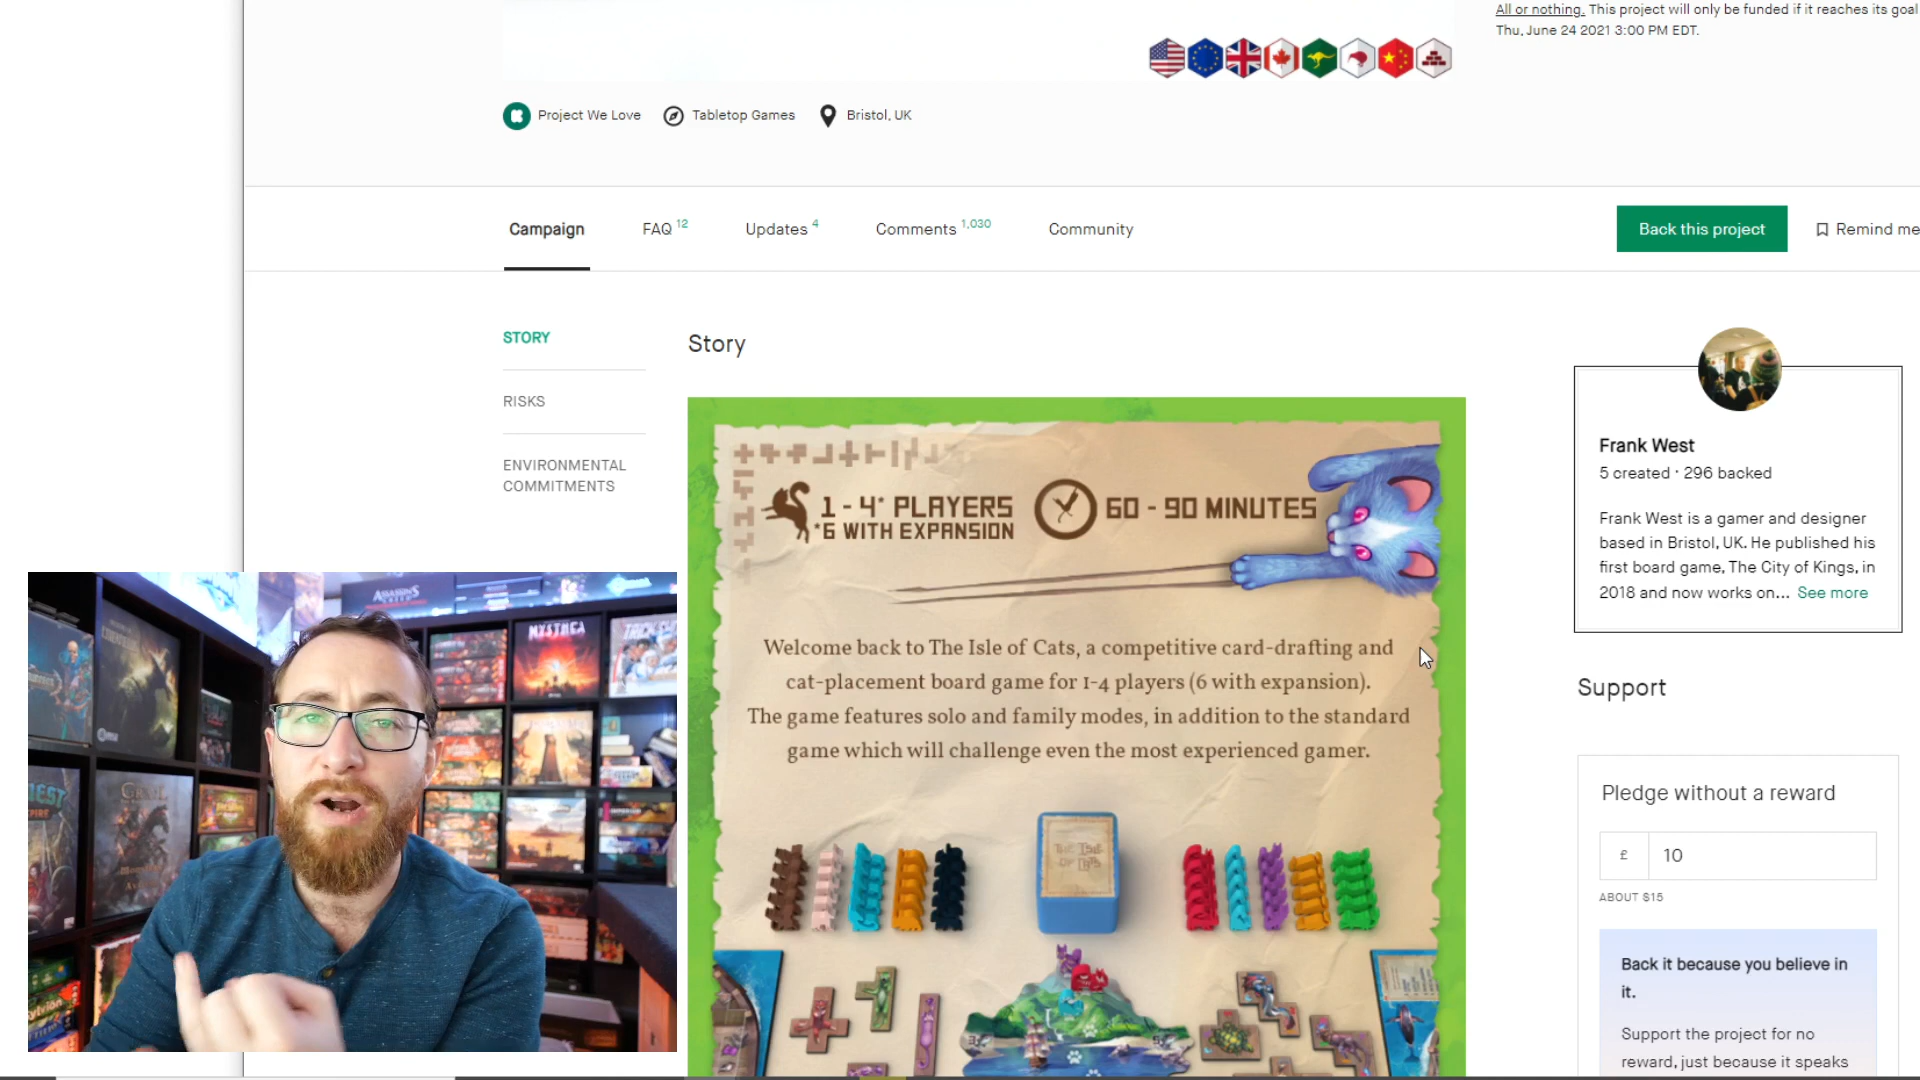 All or nothing. This project will only be funded if it reaches its goal
Thu, June 24 2021 3:00 PM EDT.
Project We Love
Tabletop Games
Bristol, UK
Campaign
FAQ 12
Updates 4
Comments 1,030
Community
Back this project
Remind me
STORY
RISKS
ENVIRONMENTAL
COMMITMENTS
Story
1 - 4* PLAYERS
*6 WITH EXPANSION
60 - 90 MINUTES
Welcome back to The Isle of Cats, a competitive card-drafting and
cat-placement board game for 1-4 players (6 with expansion).
The game features solo and family modes, in addition to the standard
game which will challenge even the most experienced gamer.
THE ISLE
OF CATS
Frank West
5 created · 296 backed
Frank West is a gamer and designer
based in Bristol, UK. He published his
first board game, The City of Kings, in
2018 and now works on... See more
Support
Pledge without a reward
£ 10
ABOUT $15
Back it because you believe in
it.
Support the project for no
reward, just because it speaks
ASSASSIN'S
MYSTHEA
GRAIL